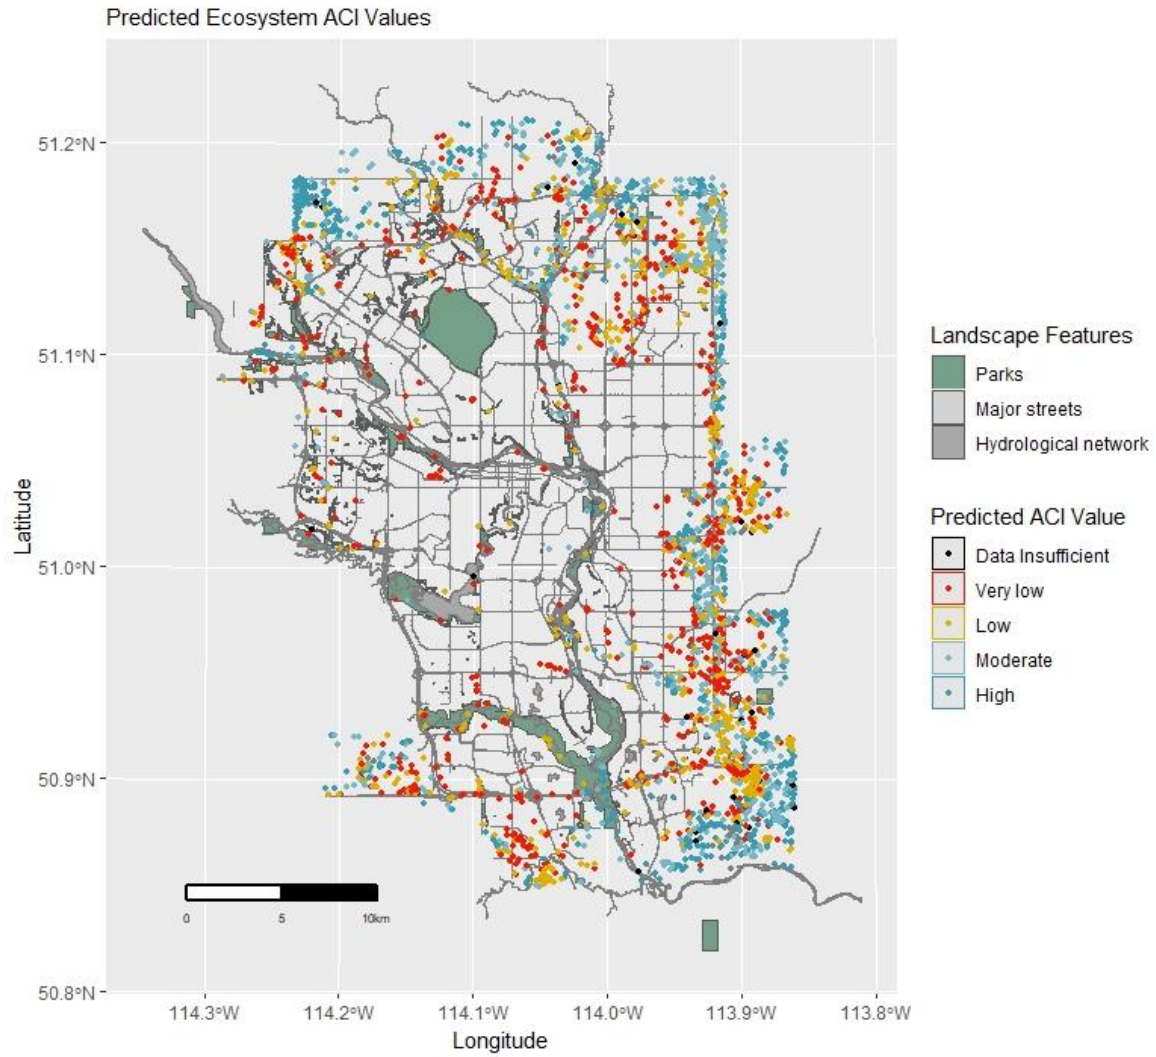 Predicted Ecosystem ACI Values
51.2°N
51.1°N
51.0°N
50.9°N
50.8°N
Latitude
0 5 10km
114.3°W 114.2°W 114.1°W 114.0°W 113.9°W 113.8°W
Longitude
Landscape Features
Parks
Major streets
Hydrological network
Predicted ACI Value
Data Insufficient
Very low
Low
Moderate
High